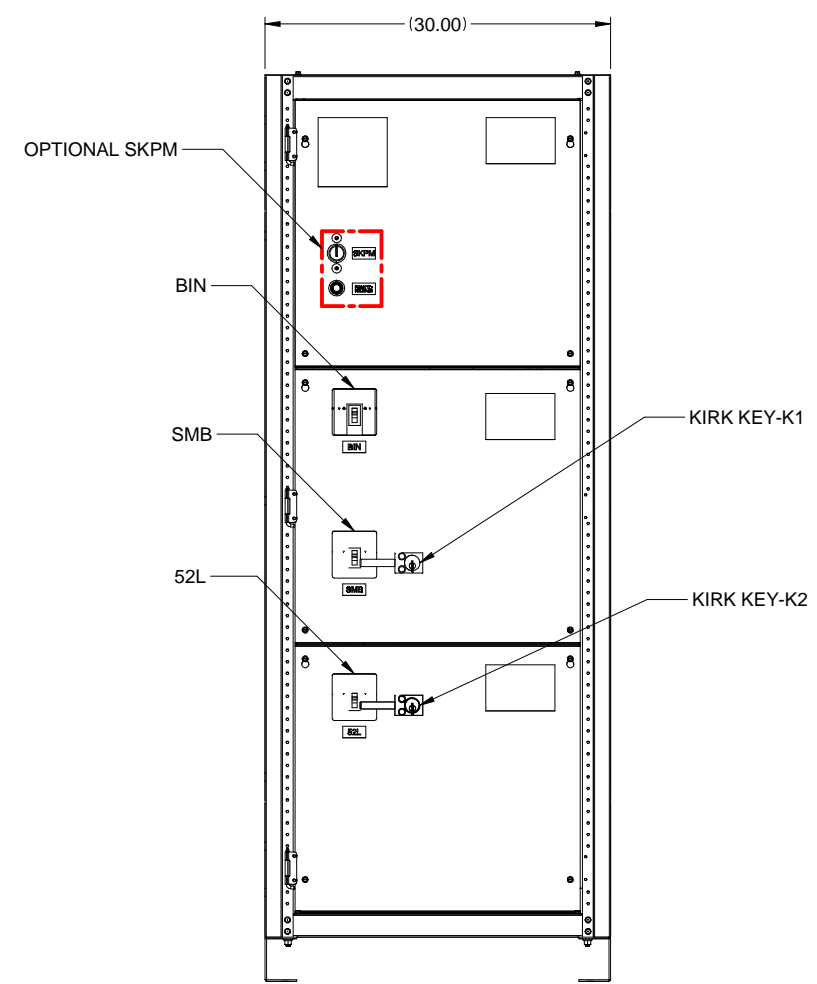 (30.00)
OPTIONAL SKPM
SKPM
BIN
BIN
KIRK KEY-K1
SMB
SMB
52L
KIRK KEY-K2
52L